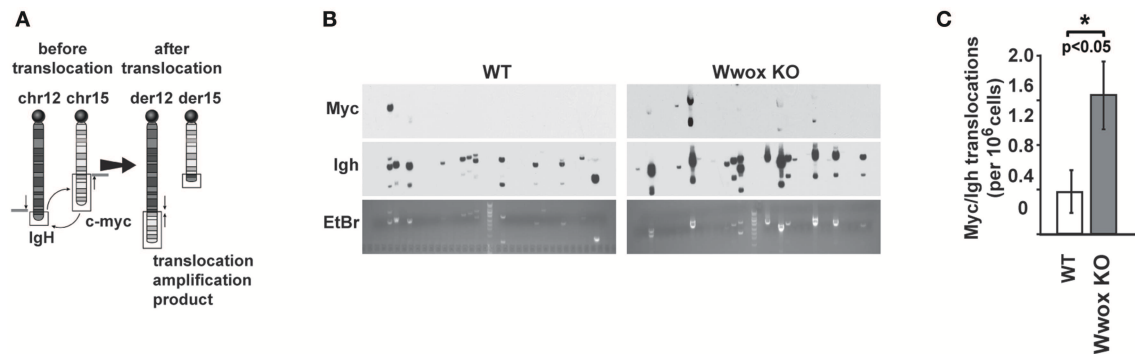 A
before after
translocation translocation
chr12 chr15 der12 der15
IgH
c-myc
translocation
amplification
product
B
WT Wwox KO
Myc
Igh
EtBr
C
*
p<0.05
Myc/Igh translocations
(per 10⁶ cells)
2.0
1.6
1.2
0.8
0.4
0
WT
Wwox KO